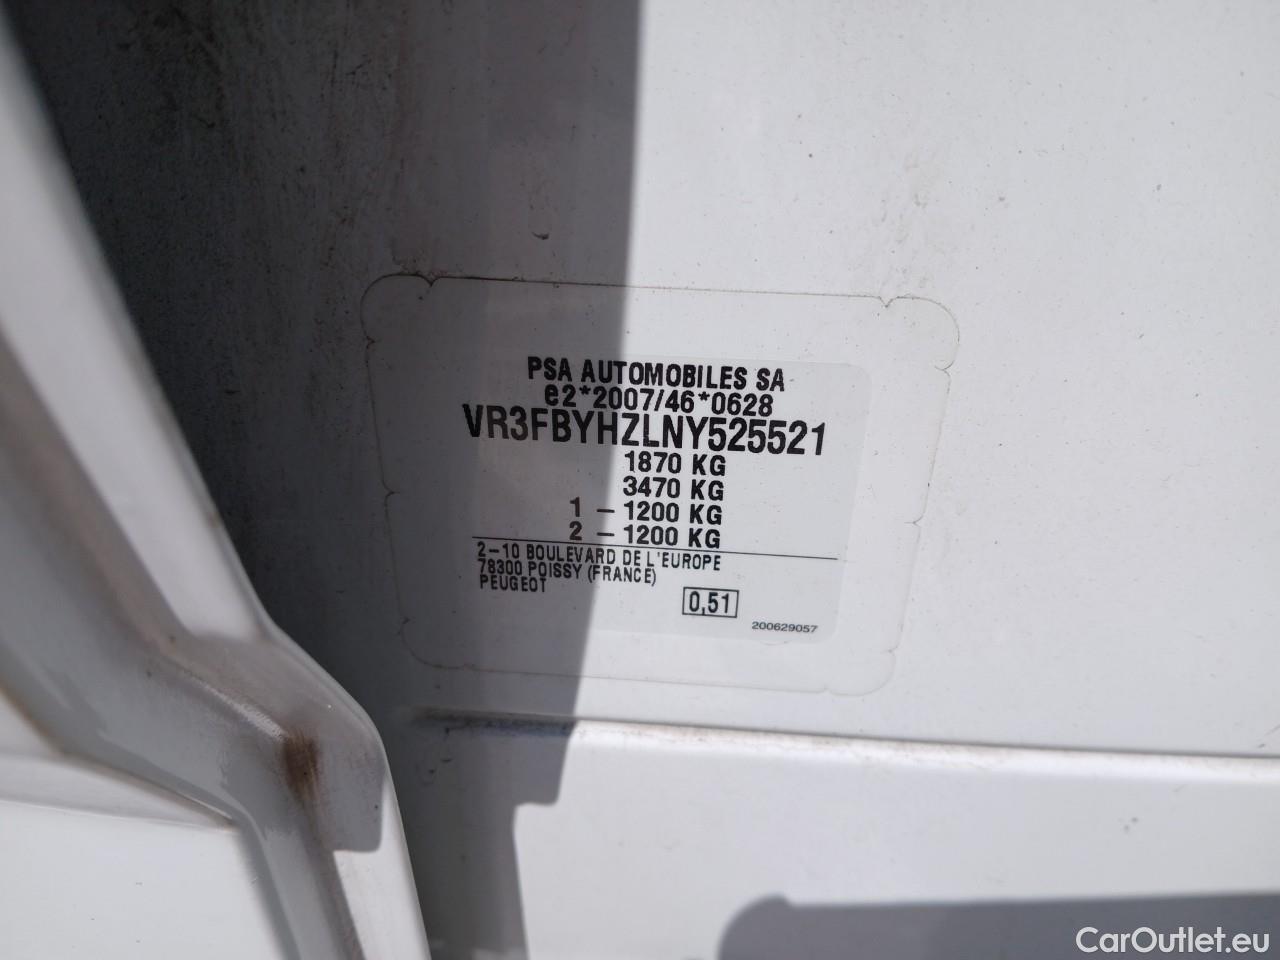 PSA AUTOMOBILES SA
e2*2007/46*0628
VR3FBYHZLNY525521
1870 KG
3470 KG
1 – 1200 KG
2 – 1200 KG
2–10 BOULEVARD DE L'EUROPE
78300 POISSY (FRANCE)
PEUGEOT
0,51
200629057
CarOutlet.eu